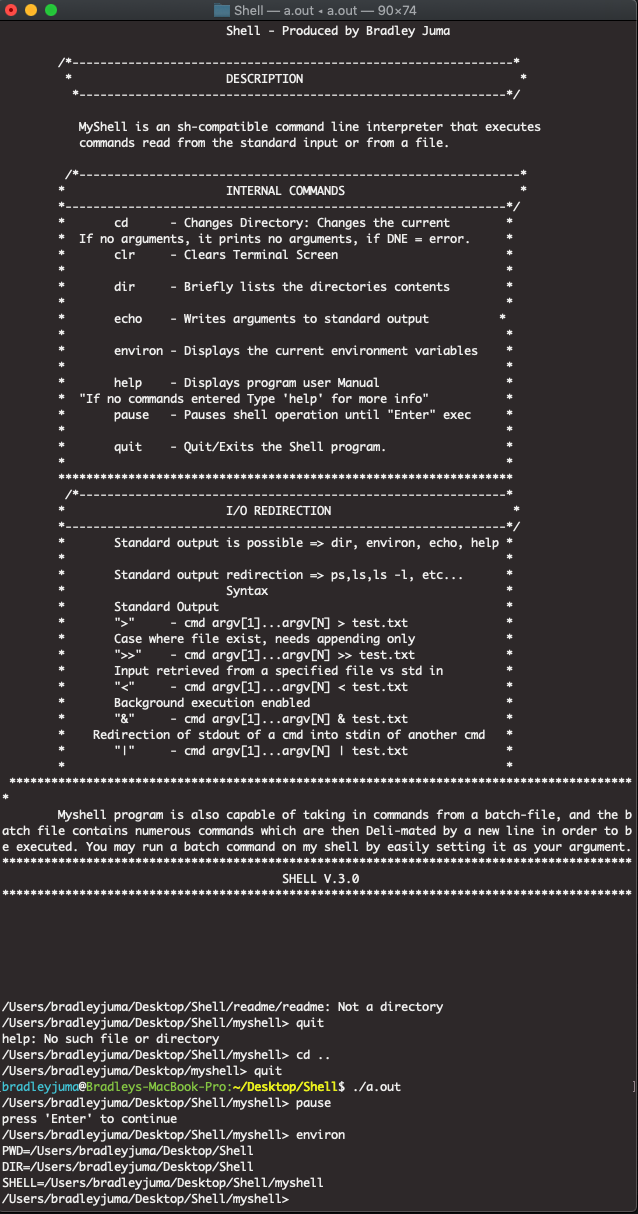 Shell — a.out ◂ a.out — 90×74
Shell - Produced by Bradley Juma
/*---------------------------------------------------------------*
* DESCRIPTION *
*-------------------------------------------------------------*/
MyShell is an sh-compatible command line interpreter that executes
commands read from the standard input or from a file.
/*---------------------------------------------------------------*
* INTERNAL COMMANDS *
*---------------------------------------------------------------*/
* cd - Changes Directory: Changes the current *
* If no arguments, it prints no arguments, if DNE = error. *
* clr - Clears Terminal Screen *
* *
* dir - Briefly lists the directories contents *
* *
* echo - Writes arguments to standard output *
* *
* environ - Displays the current environment variables *
* *
* help - Displays program user Manual *
* "If no commands entered Type 'help' for more info" *
* pause - Pauses shell operation until "Enter" exec *
* *
* quit - Quit/Exits the Shell program. *
* *
*****************************************************************
/*-------------------------------------------------------------*
* I/O REDIRECTION *
*---------------------------------------------------------------*/
* Standard output is possible => dir, environ, echo, help *
* *
* Standard output redirection => ps,ls,ls -l, etc... *
* Syntax *
* Standard Output *
* ">" - cmd argv[1]...argv[N] > test.txt *
* Case where file exist, needs appending only *
* ">>" - cmd argv[1]...argv[N] >> test.txt *
* Input retrieved from a specified file vs std in *
* "<" - cmd argv[1]...argv[N] < test.txt *
* Background execution enabled *
* "&" - cmd argv[1]...argv[N] & test.txt *
* Redirection of stdout of a cmd into stdin of another cmd *
* "|" - cmd argv[1]...argv[N] | test.txt *
* *
*****************************************************************************************
*
Myshell program is also capable of taking in commands from a batch-file, and the b
atch file contains numerous commands which are then Deli-mated by a new line in order to b
e executed. You may run a batch command on my shell by easily setting it as your argument.
******************************************************************************************
SHELL V.3.0
******************************************************************************************
/Users/bradleyjuma/Desktop/Shell/readme/readme: Not a directory
/Users/bradleyjuma/Desktop/Shell/myshell> quit
help: No such file or directory
/Users/bradleyjuma/Desktop/Shell/myshell> cd ..
/Users/bradleyjuma/Desktop/myshell> quit
[bradleyjuma@Bradleys-MacBook-Pro:~/Desktop/Shell$ ./a.out ]
/Users/bradleyjuma/Desktop/Shell/myshell> pause
press 'Enter' to continue
/Users/bradleyjuma/Desktop/Shell/myshell> environ
PWD=/Users/bradleyjuma/Desktop/Shell
DIR=/Users/bradleyjuma/Desktop/Shell
SHELL=/Users/bradleyjuma/Desktop/Shell/myshell
/Users/bradleyjuma/Desktop/Shell/myshell>